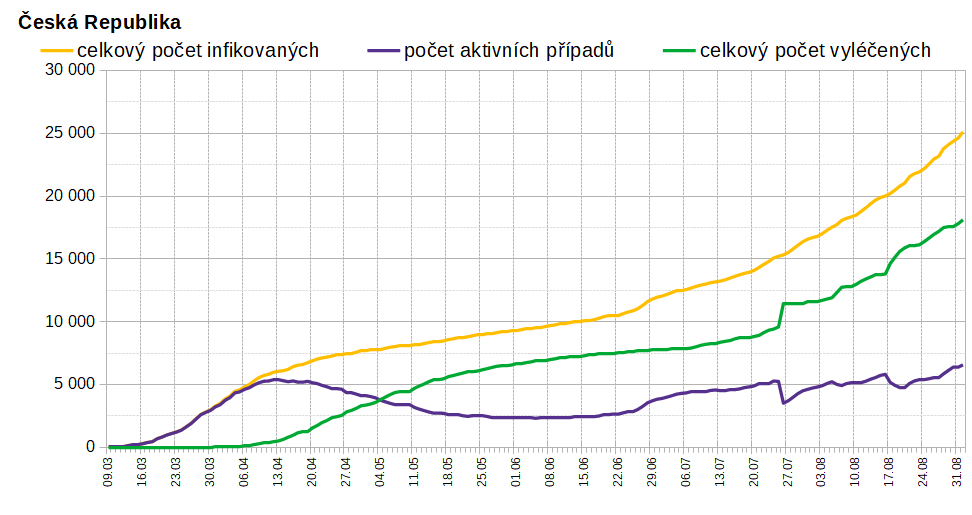 Česká Republika
celkový počet infikovaných počet aktivních případů celkový počet vyléčených
30 000
25 000
20 000
15 000
10 000
5 000
0
09.03 16.03 23.03 30.03 06.04 13.04 20.04 27.04 04.05 11.05 18.05 25.05 01.06 08.06 15.06 22.06 29.06 06.07 13.07 20.07 27.07 03.08 10.08 17.08 24.08 31.08